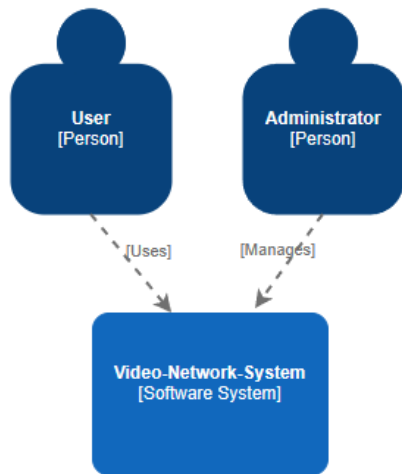 User
[Person]
Administrator
[Person]
[Uses]
[Manages]
Video-Network-System
[Software System]